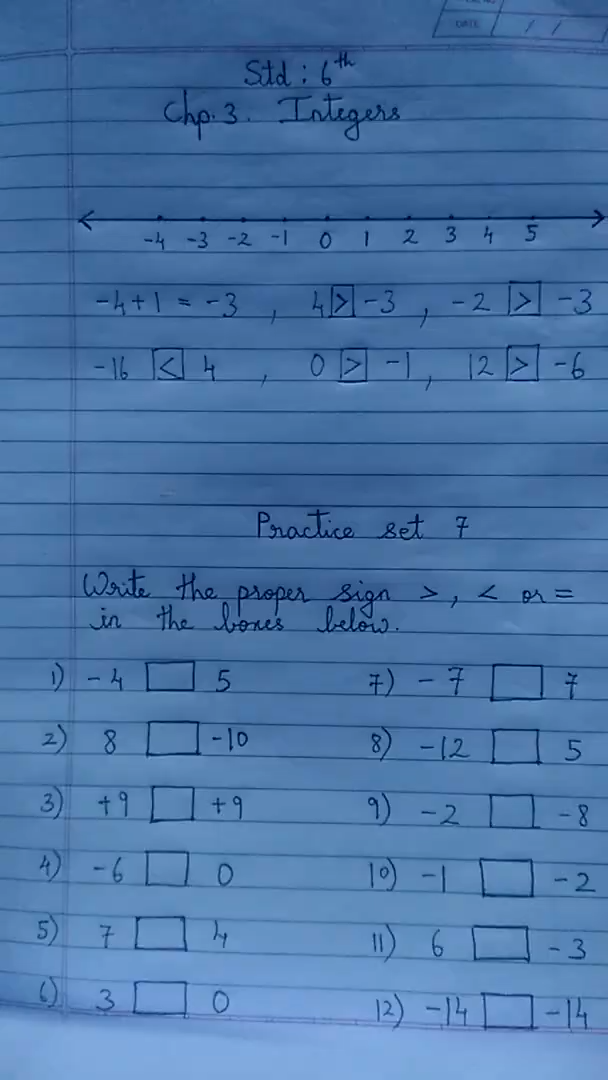 DATE / /
Std : 6th
Chp. 3. Integers
-4 -3 -2 -1 0 1 2 3 4 5
-4+1 = -3 , 4 > -3 , -2 > -3
-16 < 4 , 0 > -1 , 12 > -6
Practice set 7
Write the proper sign >, < or =
in the boxes below.
1) -4 □ 5
2) 8 □ -10
3) +9 □ +9
4) -6 □ 0
5) 7 □ 4
6) 3 □ 0
7) -7 □ 7
8) -12 □ 5
9) -2 □ -8
10) -1 □ -2
11) 6 □ -3
12) -14 □ -14